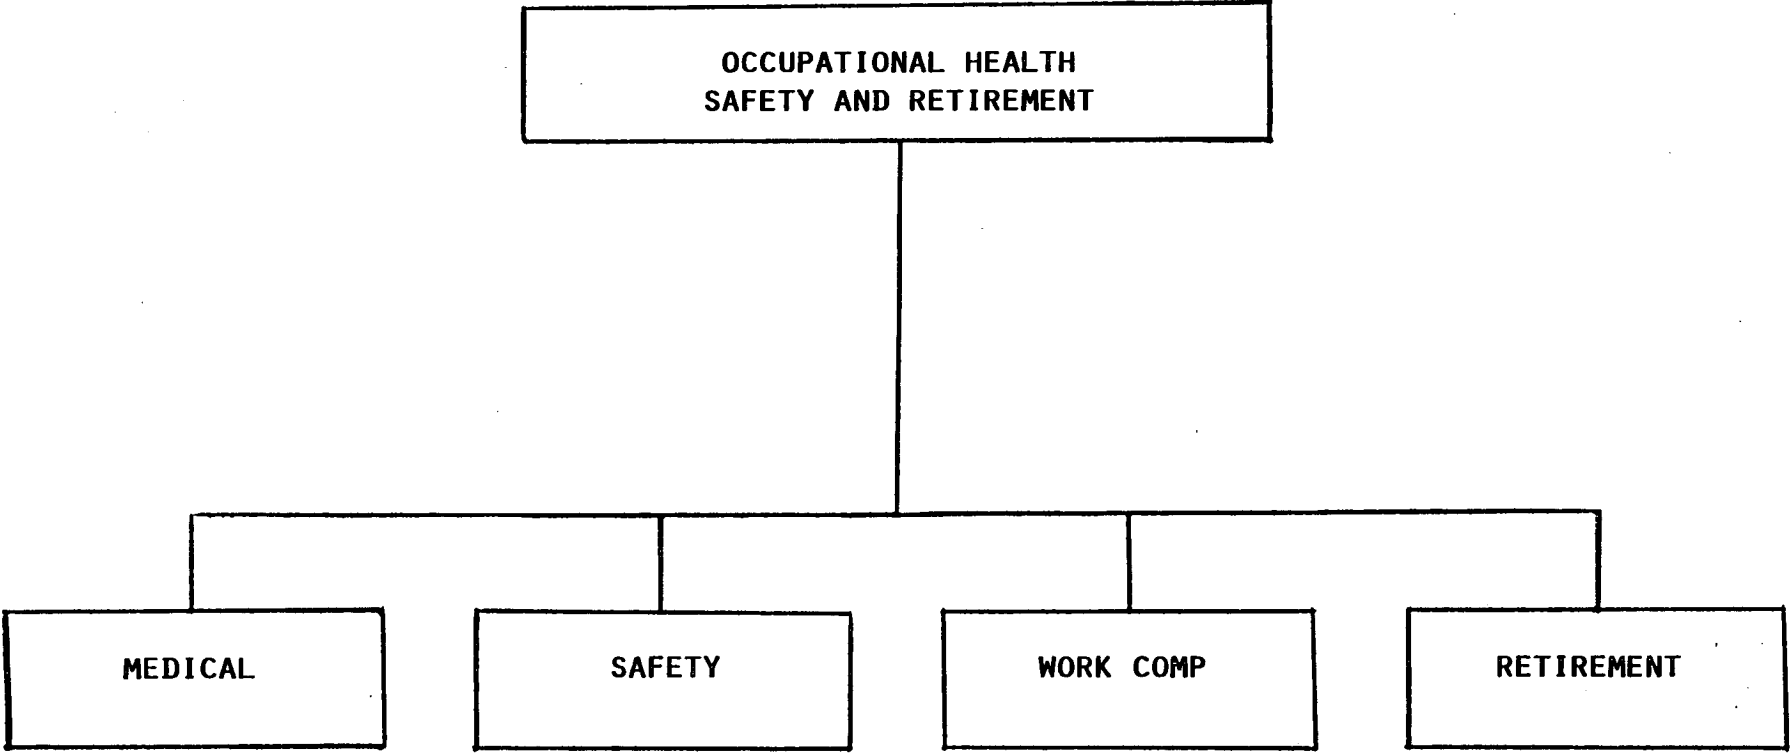 OCCUPATIONAL HEALTH
SAFETY AND RETIREMENT
MEDICAL
SAFETY
WORK COMP
RETIREMENT